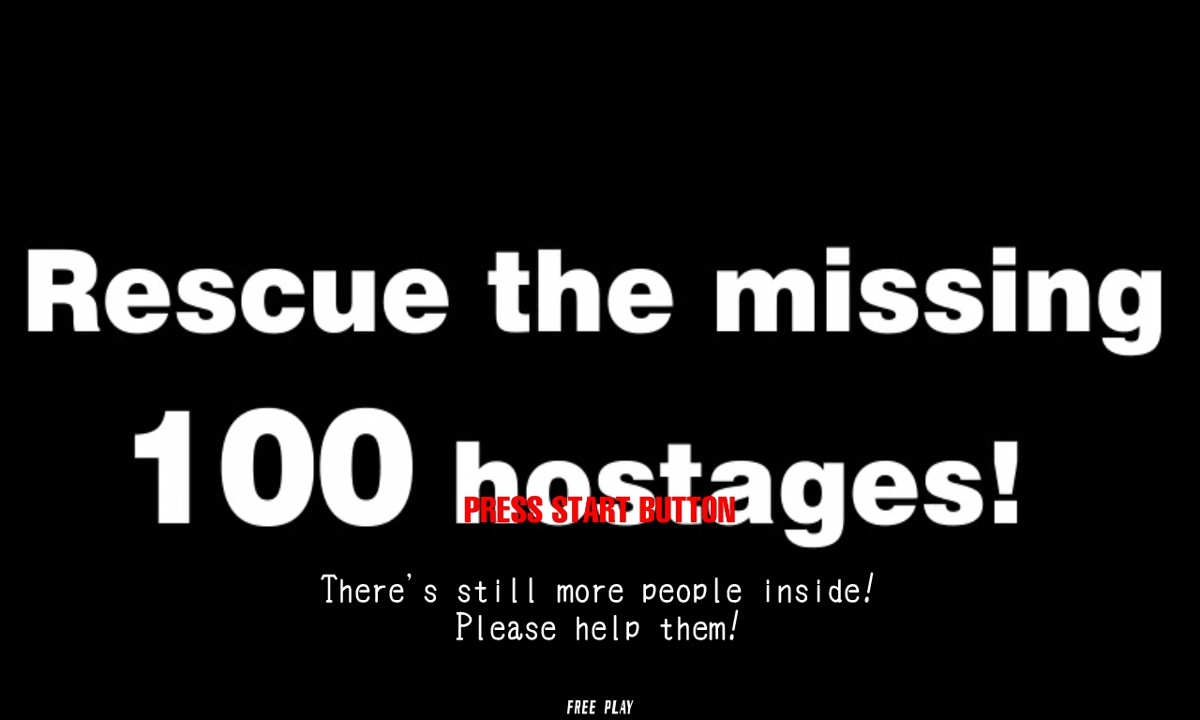 Rescue the missing
100 hostages!
PRESS START BUTTON
There's still more people inside!
Please help them!
FREE PLAY